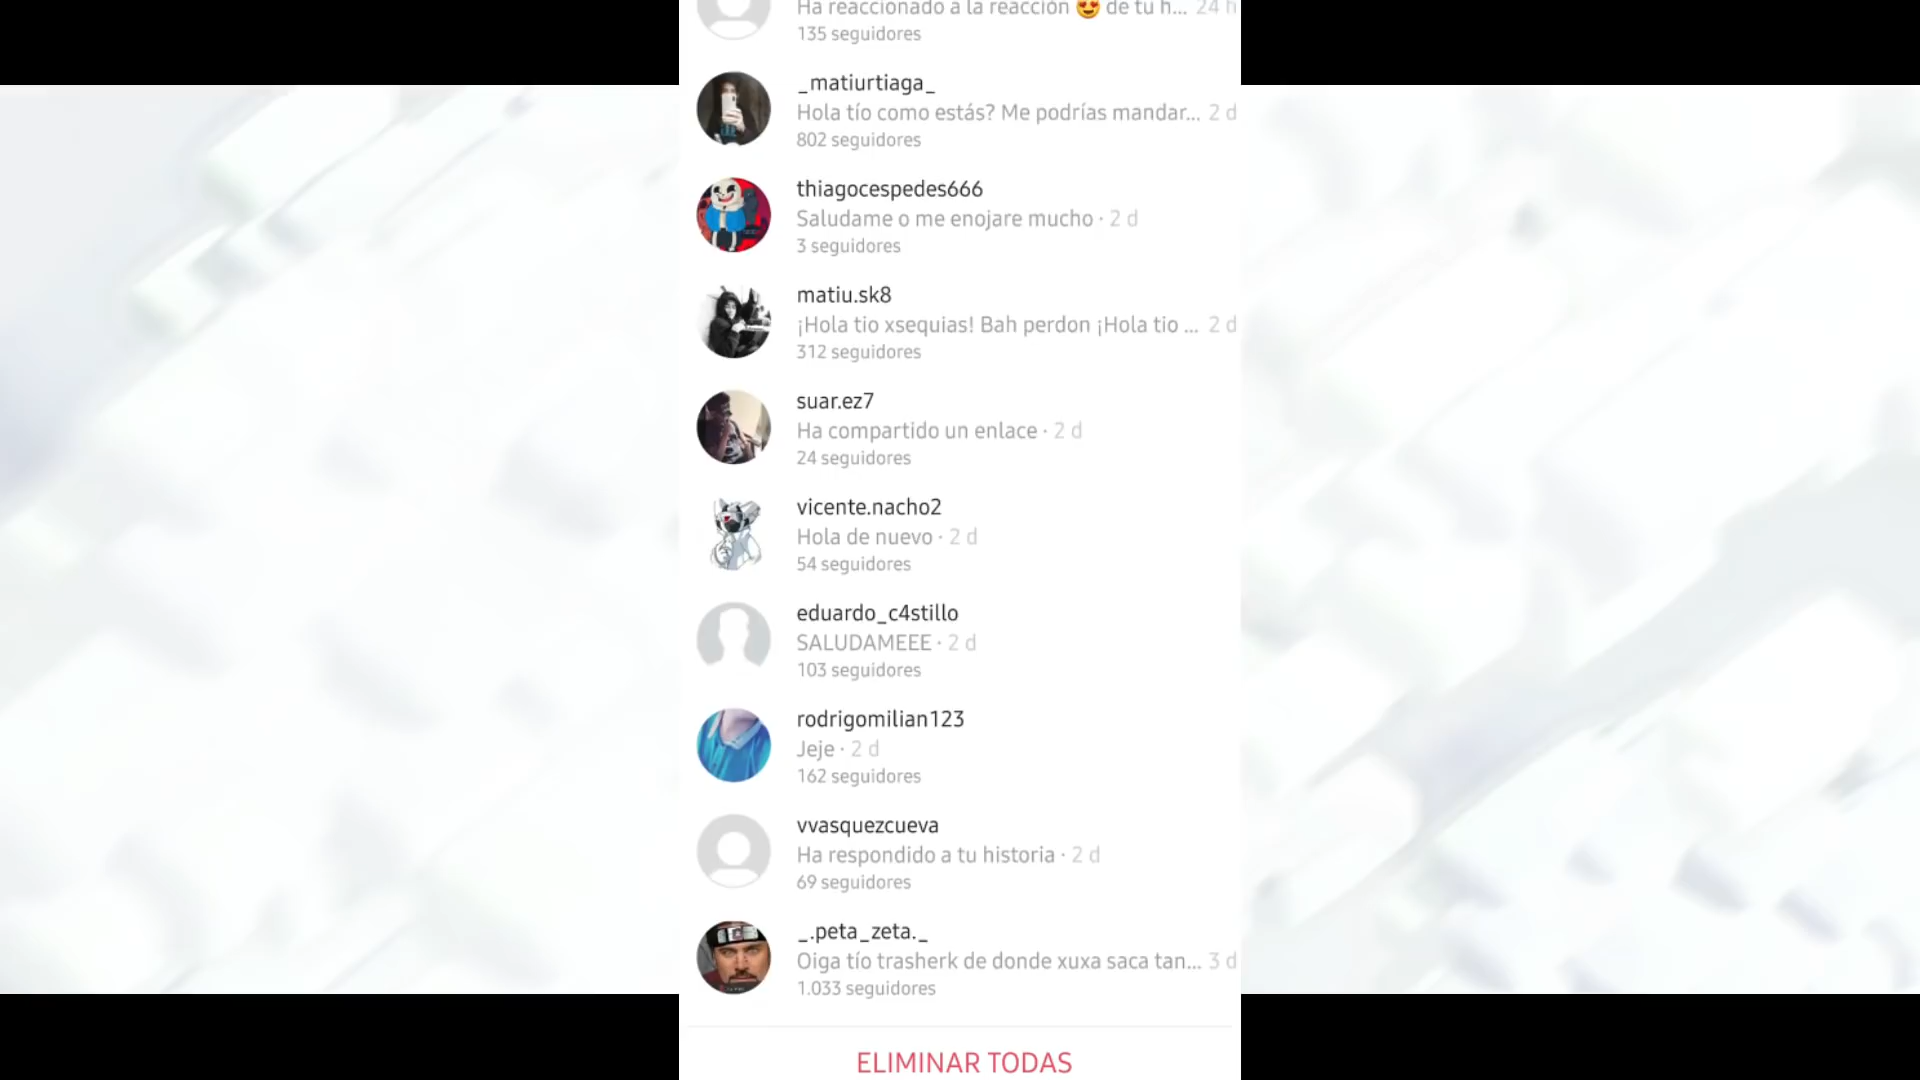 Ha reaccionado a la reacción 😍 de tu h... 24 h
135 seguidores
_matiurtiaga_
Hola tío como estás? Me podrías mandar... 2 d
802 seguidores
thiagocespedes666
Saludame o me enojare mucho · 2 d
3 seguidores
matiu.sk8
¡Hola tio xsequias! Bah perdon ¡Hola tio ... 2 d
312 seguidores
suar.ez7
Ha compartido un enlace · 2 d
24 seguidores
vicente.nacho2
Hola de nuevo · 2 d
54 seguidores
eduardo_c4stillo
SALUDAMEEE · 2 d
103 seguidores
rodrigomilian123
Jeje · 2 d
162 seguidores
vvasquezcueva
Ha respondido a tu historia · 2 d
69 seguidores
_.peta_zeta._
Oiga tío trasherk de donde xuxa saca tan... 3 d
1.033 seguidores
ELIMINAR TODAS